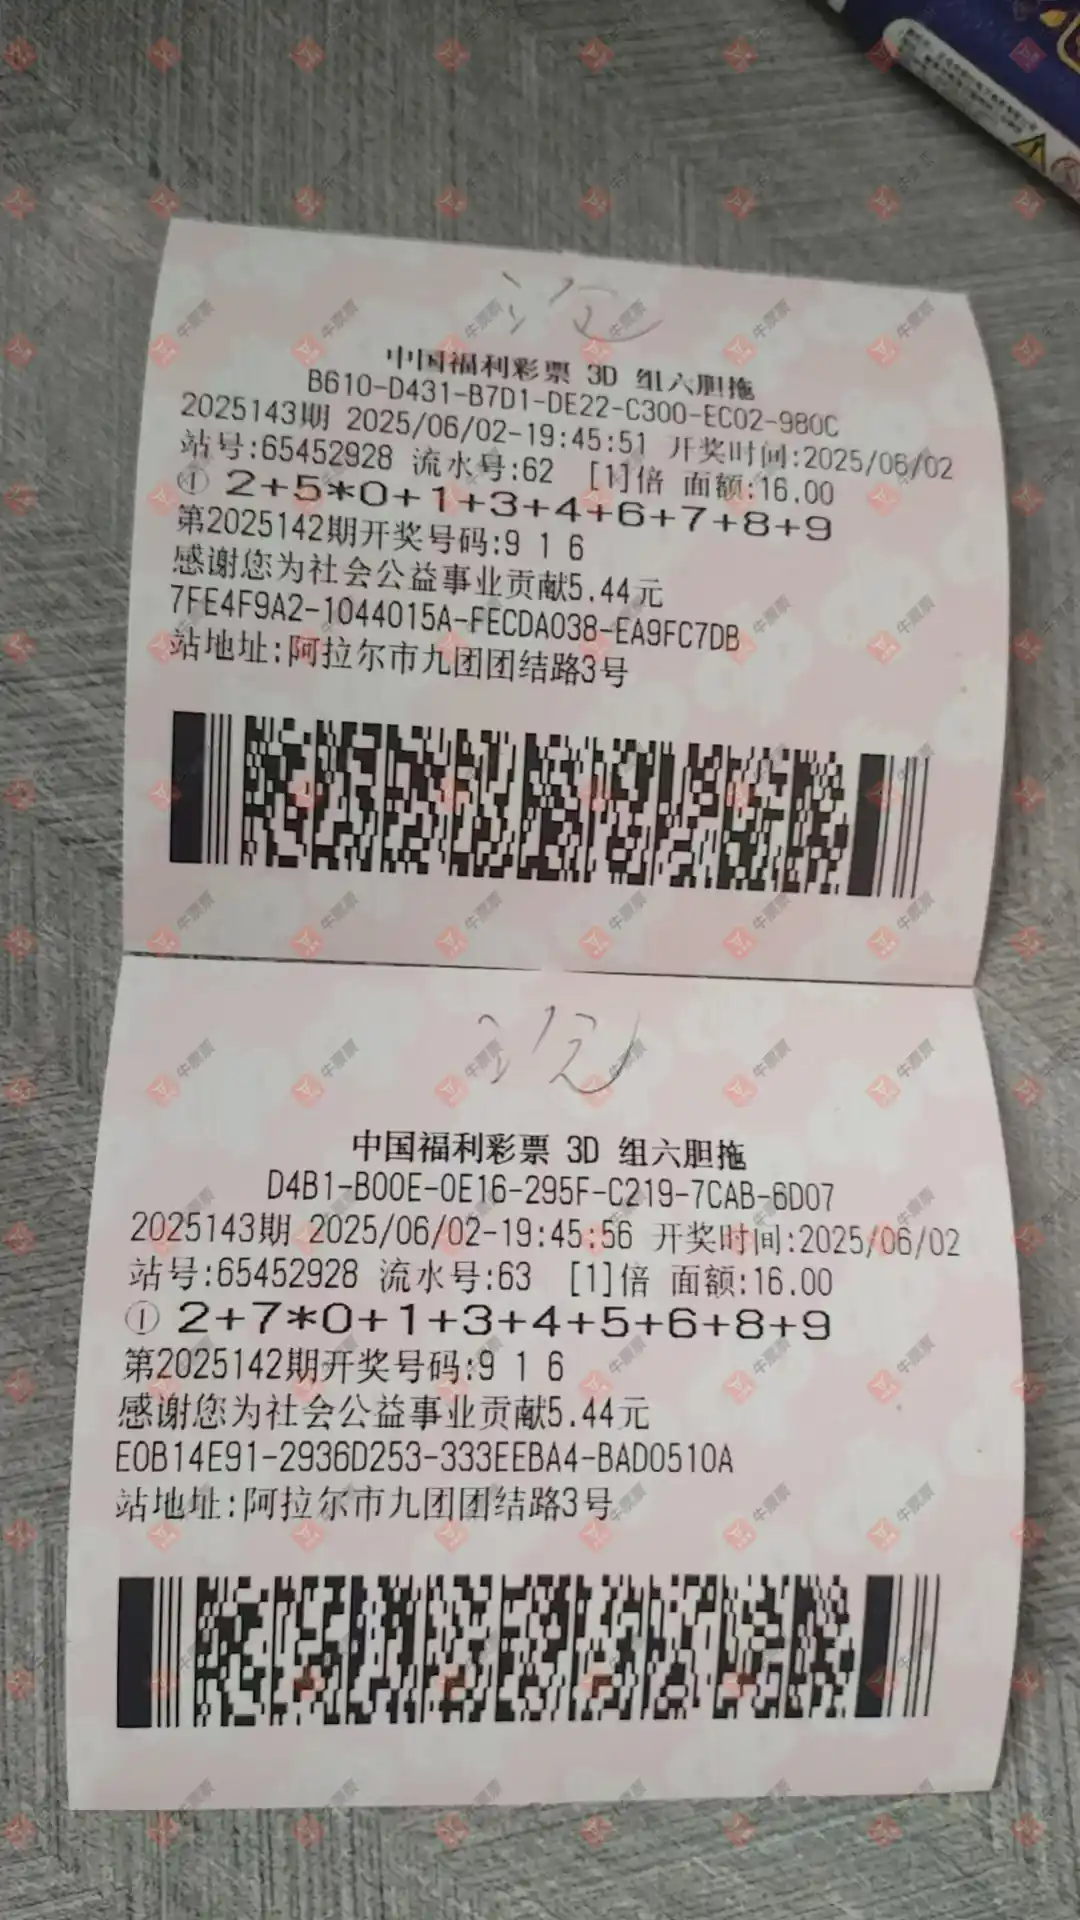 中国福利彩票 3D 组六胆拖
B610-D431-B7D1-DE22-C300-EC02-980C
2025143期 2025/06/02-19:45:51 开奖时间:2025/06/02
站号:65452928 流水号:62 [1]倍 面额:16.00
① 2+5*0+1+3+4+6+7+8+9
第2025142期开奖号码:9 1 6
感谢您为社会公益事业贡献5.44元
7FE4F9A2-1044015A-FECDA038-EA9FC7DB
站地址:阿拉尔市九团团结路3号
中国福利彩票 3D 组六胆拖
D4B1-B00E-0E16-295F-C219-7CAB-6D07
2025143期 2025/06/02-19:45:56 开奖时间:2025/06/02
站号:65452928 流水号:63 [1]倍 面额:16.00
① 2+7*0+1+3+4+5+6+8+9
第2025142期开奖号码:9 1 6
感谢您为社会公益事业贡献5.44元
E0B14E91-2936D253-333EEBA4-BAD0510A
站地址:阿拉尔市九团团结路3号